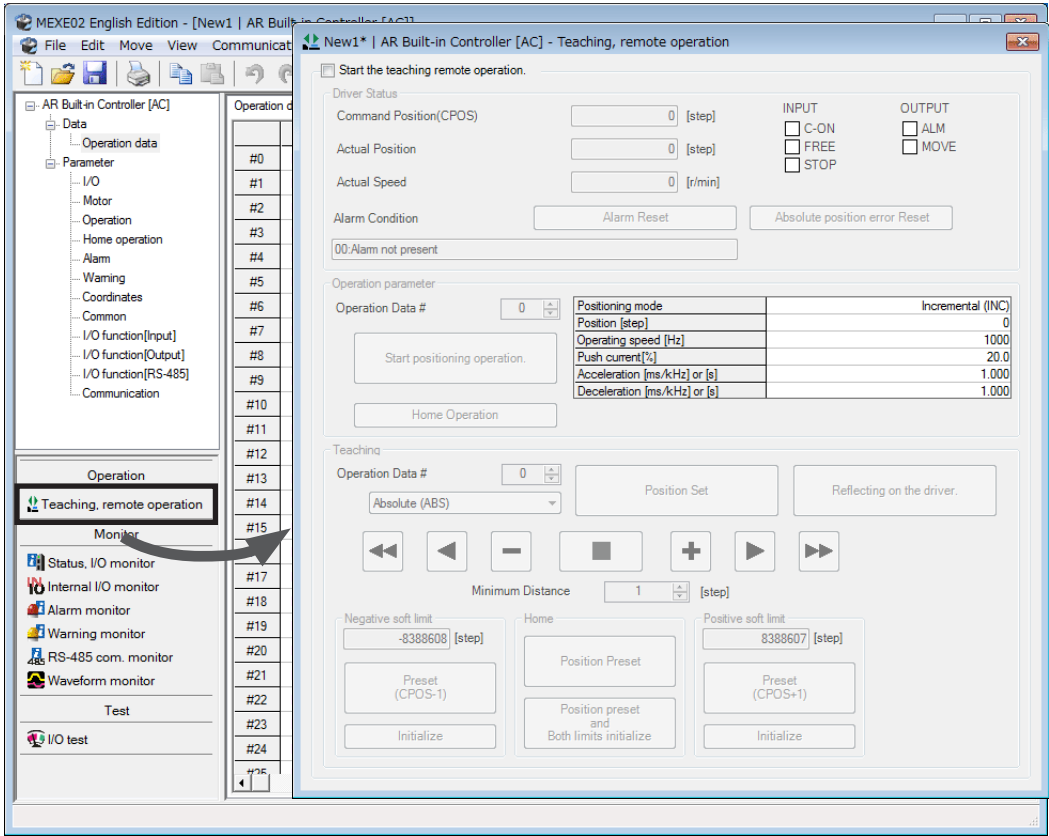 MEXE02 English Edition - [New1 | AR Built-in Controller [AC]]
File Edit Move View Communicat
AR Built-in Controller [AC]
Data
Operation data
Parameter
I/O
Motor
Operation
Home operation
Alarm
Warning
Coordinates
Common
I/O function[Input]
I/O function[Output]
I/O function[RS-485]
Communication
Operation
Teaching, remote operation
Monitor
Status, I/O monitor
Internal I/O monitor
Alarm monitor
Warning monitor
RS-485 com. monitor
Waveform monitor
Test
I/O test
Operation d
#0
#1
#2
#3
#4
#5
#6
#7
#8
#9
#10
#11
#12
#13
#14
#15
#17
#18
#19
#20
#21
#22
#23
#24
#25
New1* | AR Built-in Controller [AC] - Teaching, remote operation
Start the teaching remote operation.
Driver Status
Command Position(CPOS) 0 [step]
Actual Position 0 [step]
Actual Speed 0 [r/min]
INPUT
C-ON
FREE
STOP
OUTPUT
ALM
MOVE
Alarm Condition Alarm Reset Absolute position error Reset
00:Alarm not present
Operation parameter
Operation Data # 0
Start positioning operation.
Home Operation
Positioning mode Incremental (INC)
Position [step] 0
Operating speed [Hz] 1000
Push current[%] 20.0
Acceleration [ms/kHz] or [s] 1.000
Deceleration [ms/kHz] or [s] 1.000
Teaching
Operation Data # 0
Absolute (ABS)
Position Set
Reflecting on the driver.
Minimum Distance 1 [step]
Negative soft limit
-8388608 [step]
Preset
(CPOS-1)
Initialize
Home
Position Preset
Position preset
and
Both limits initialize
Positive soft limit
8388607 [step]
Preset
(CPOS+1)
Initialize